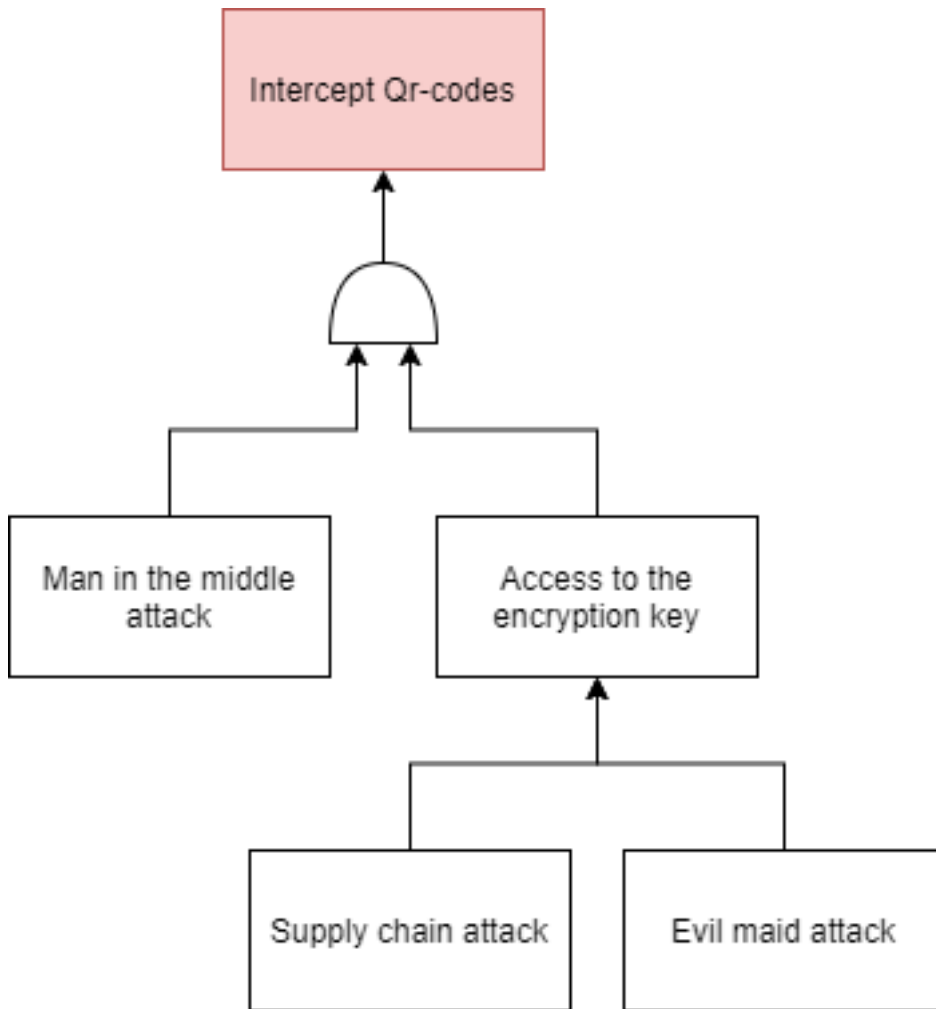 Intercept Qr-codes
Man in the middle
attack
Access to the
encryption key
Supply chain attack
Evil maid attack